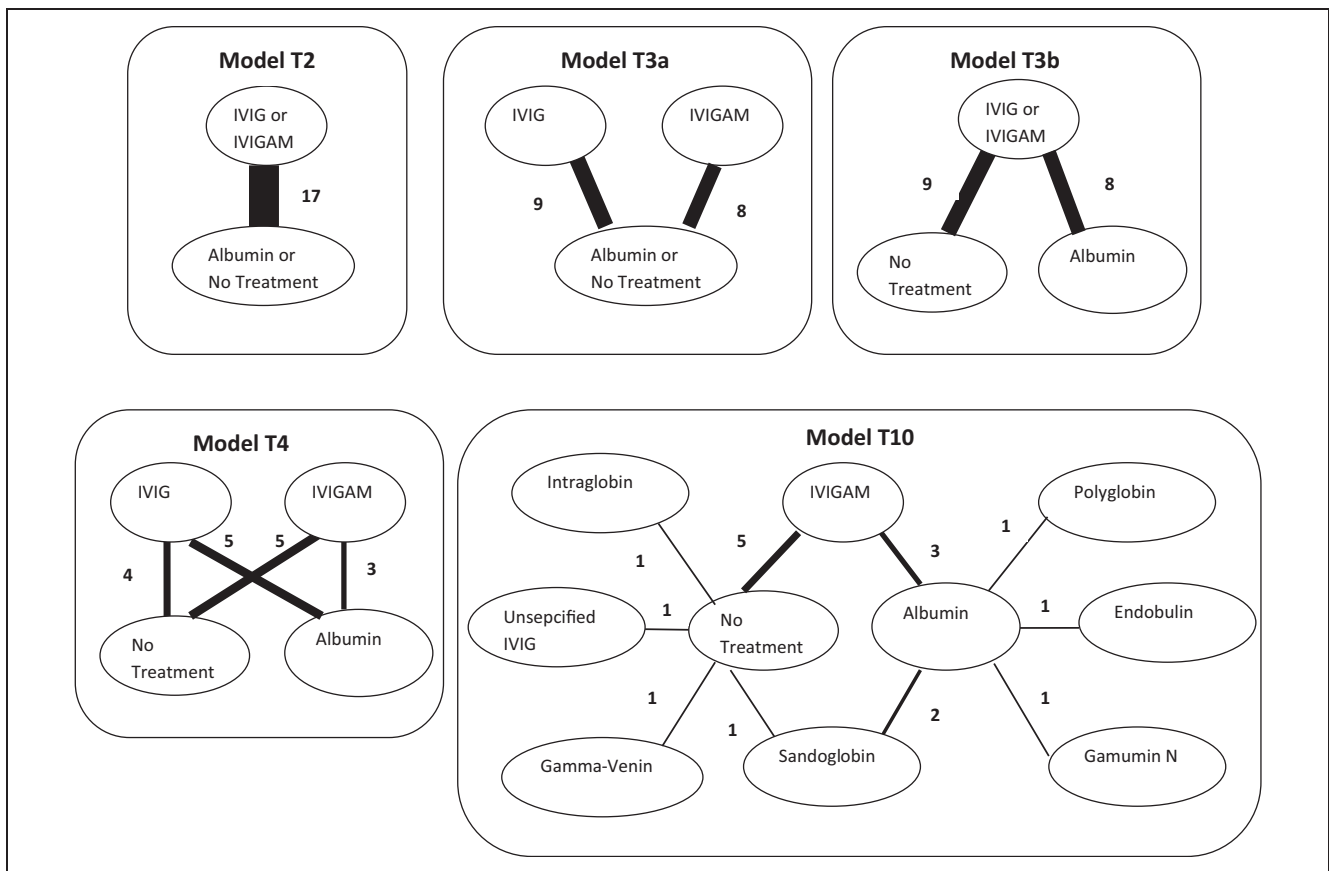 Model T2
IVIG or
IVIGAM
17
Albumin or
No Treatment
Model T3a
IVIG
IVIGAM
9
8
Albumin or
No Treatment
Model T3b
IVIG or
IVIGAM
9
8
No
Treatment
Albumin
Model T4
IVIG
IVIGAM
5
5
4
3
No
Treatment
Albumin
Model T10
Intraglobin
IVIGAM
Polyglobin
1
5
3
1
Unsepcified
IVIG
1
No
Treatment
Albumin
1
Endobulin
1
1
2
1
Gamma-Venin
Sandoglobin
Gamumin N